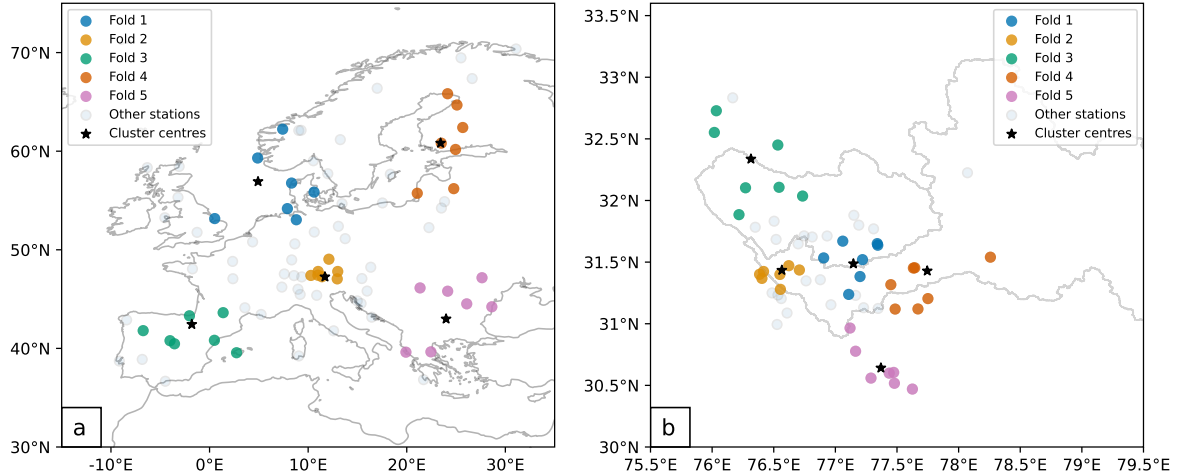 70°N
60°N
50°N
40°N
30°N
-10°E 0°E 10°E 20°E 30°E
Fold 1
Fold 2
Fold 3
Fold 4
Fold 5
Other stations
Cluster centres
a
33.5°N
33°N
32.5°N
32°N
31.5°N
31°N
30.5°N
30°N
75.5°E 76°E 76.5°E 77°E 77.5°E 78°E 78.5°E 79°E 79.5°E
Fold 1
Fold 2
Fold 3
Fold 4
Fold 5
Other stations
Cluster centres
b